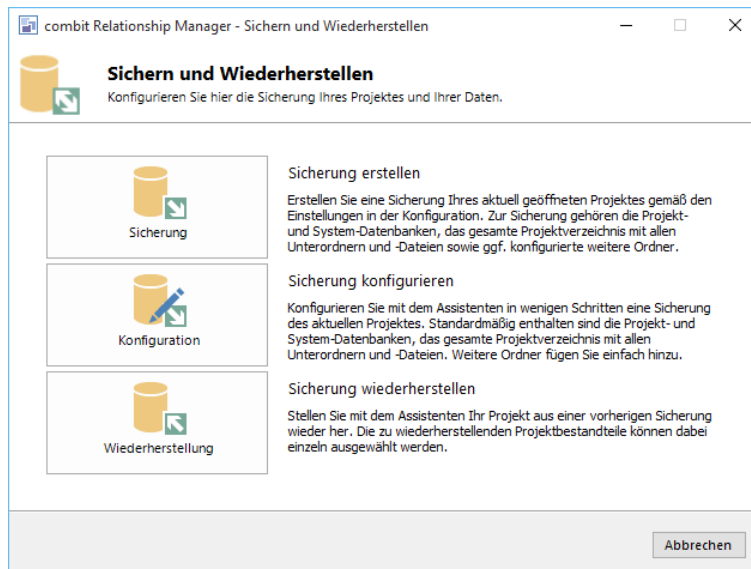 combit Relationship Manager - Sichern und Wiederherstellen
Sichern und Wiederherstellen
Konfigurieren Sie hier die Sicherung Ihres Projektes und Ihrer Daten.
Sicherung
Sicherung erstellen
Erstellen Sie eine Sicherung Ihres aktuell geöffneten Projektes gemäß den
Einstellungen in der Konfiguration. Zur Sicherung gehören die Projekt-
und System-Datenbanken, das gesamte Projektverzeichnis mit allen
Unterordnern und -Dateien sowie ggf. konfigurierte weitere Ordner.
Konfiguration
Sicherung konfigurieren
Konfigurieren Sie mit dem Assistenten in wenigen Schritten eine Sicherung
des aktuellen Projektes. Standardmäßig enthalten sind die Projekt- und
System-Datenbanken, das gesamte Projektverzeichnis mit allen
Unterordnern und -Dateien. Weitere Ordner fügen Sie einfach hinzu.
Wiederherstellung
Sicherung wiederherstellen
Stellen Sie mit dem Assistenten Ihr Projekt aus einer vorherigen Sicherung
wieder her. Die zu wiederherstellenden Projektbestandteile können dabei
einzeln ausgewählt werden.
Abbrechen